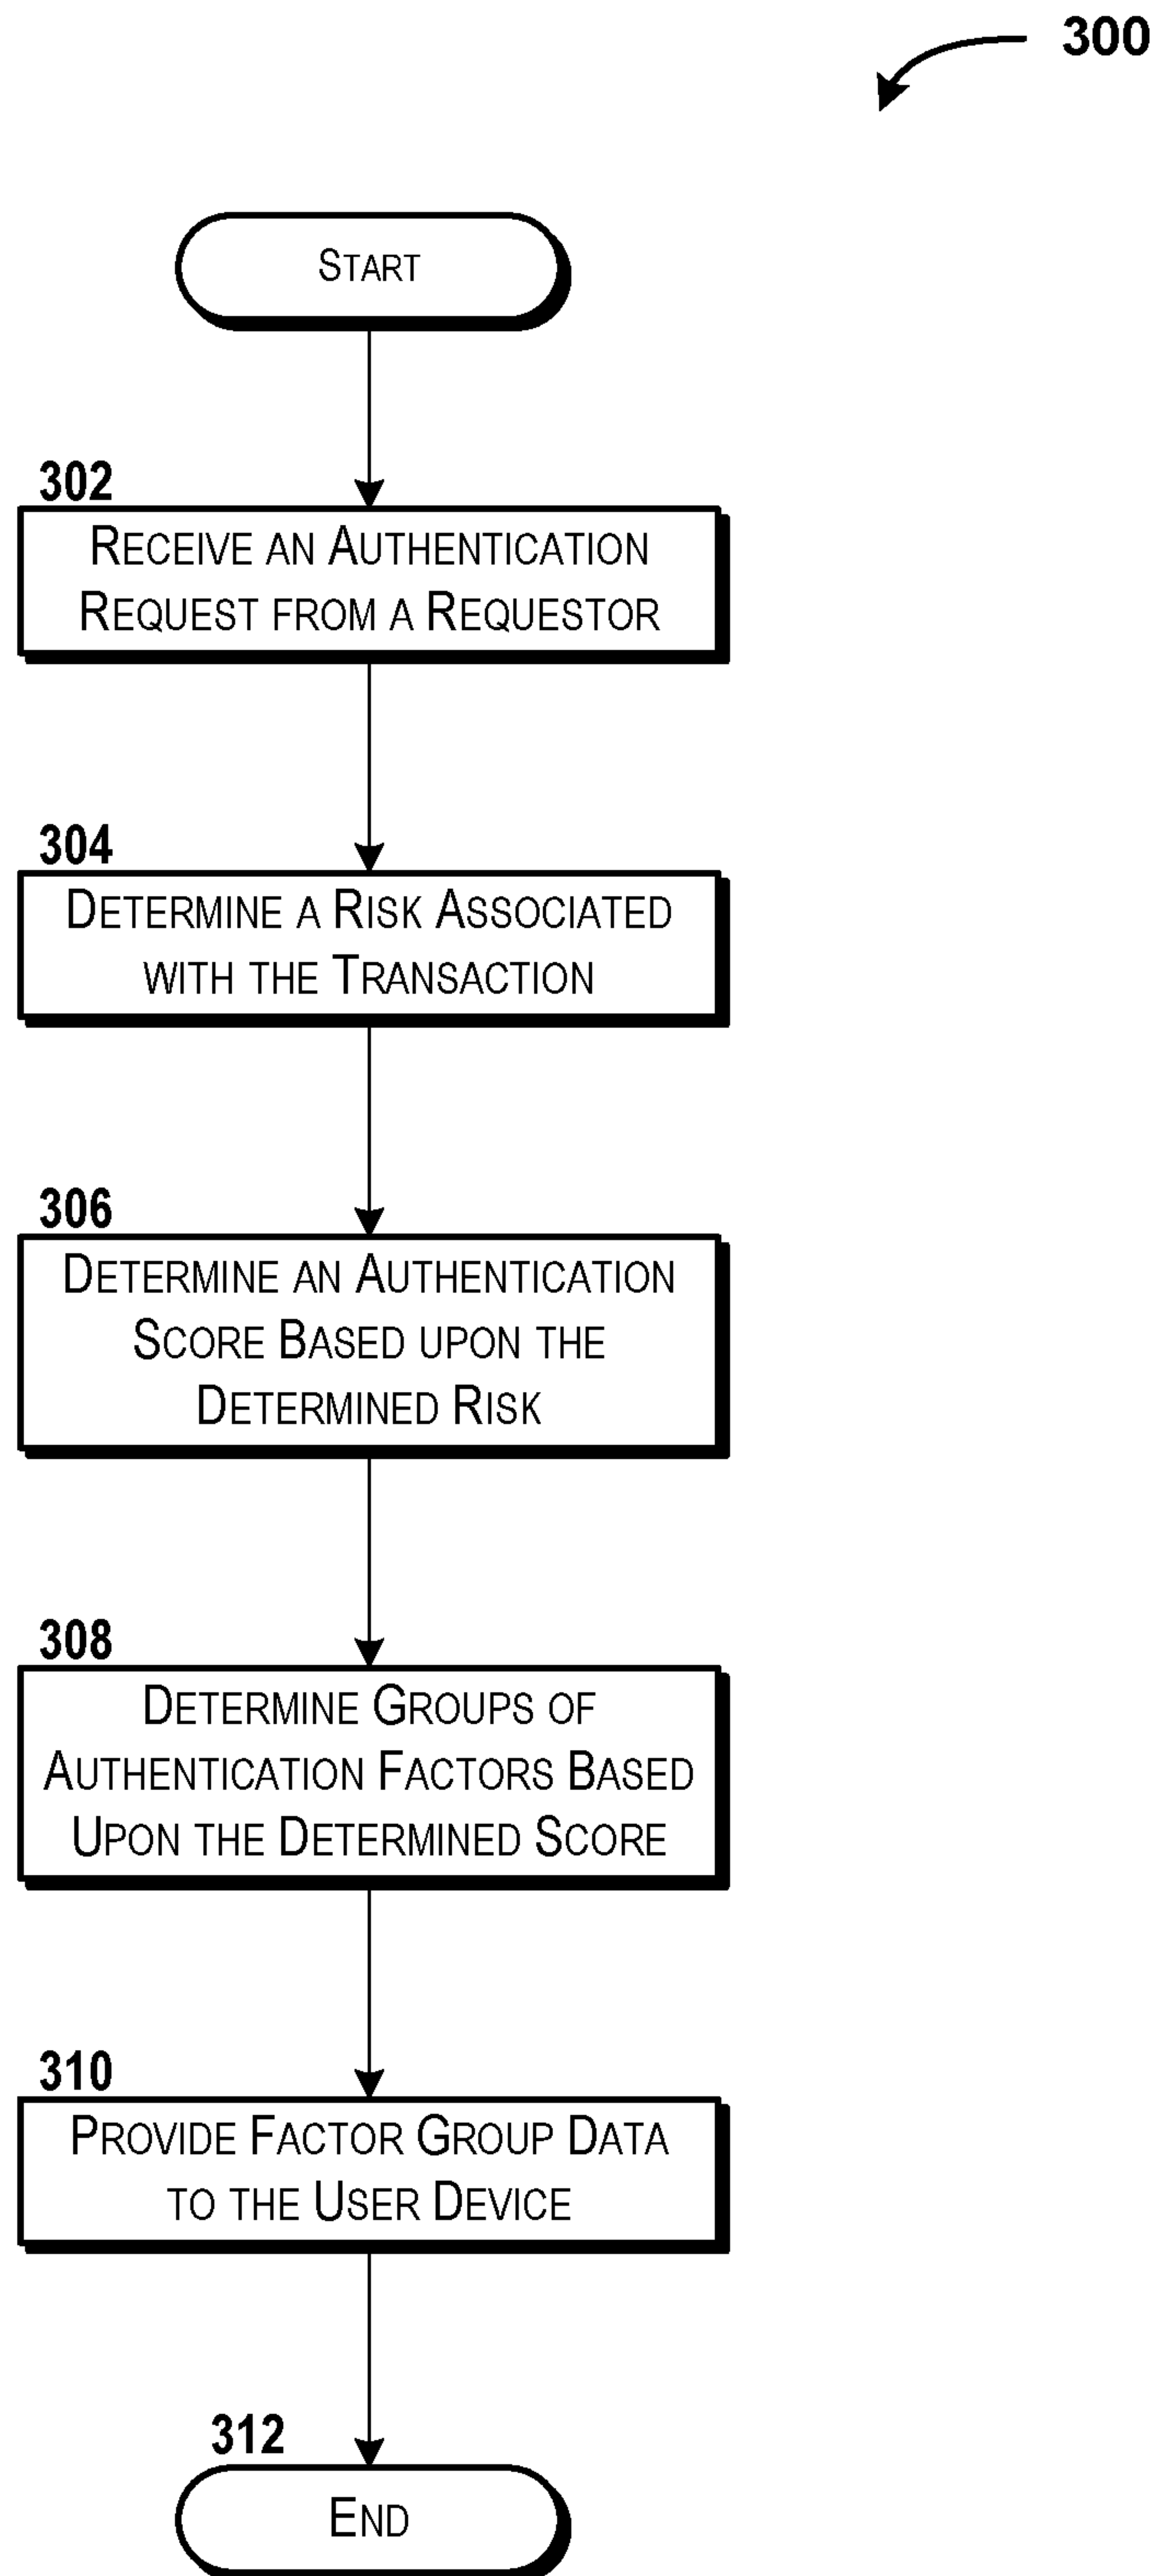 300
START
302
RECEIVE AN AUTHENTICATION
REQUEST FROM A REQUESTOR
304
DETERMINE A RISK ASSOCIATED
WITH THE TRANSACTION
306
DETERMINE AN AUTHENTICATION
SCORE BASED UPON THE
DETERMINED RISK
308
DETERMINE GROUPS OF
AUTHENTICATION FACTORS BASED
UPON THE DETERMINED SCORE
310
PROVIDE FACTOR GROUP DATA
TO THE USER DEVICE
312
END